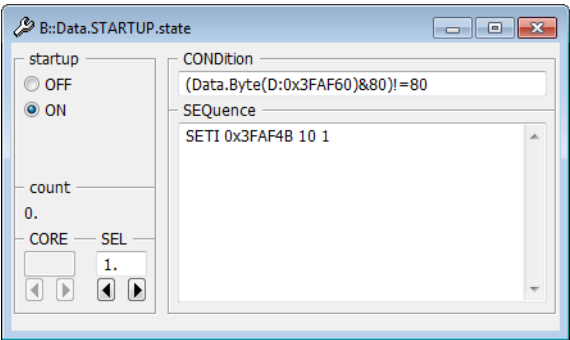 B::Data.STARTUP.state
startup
OFF
ON
count
0.
CORE SEL
1.
CONDition
(Data.Byte(D:0x3FAF60)&80)!=80
SEQuence
SETI 0x3FAF4B 10 1